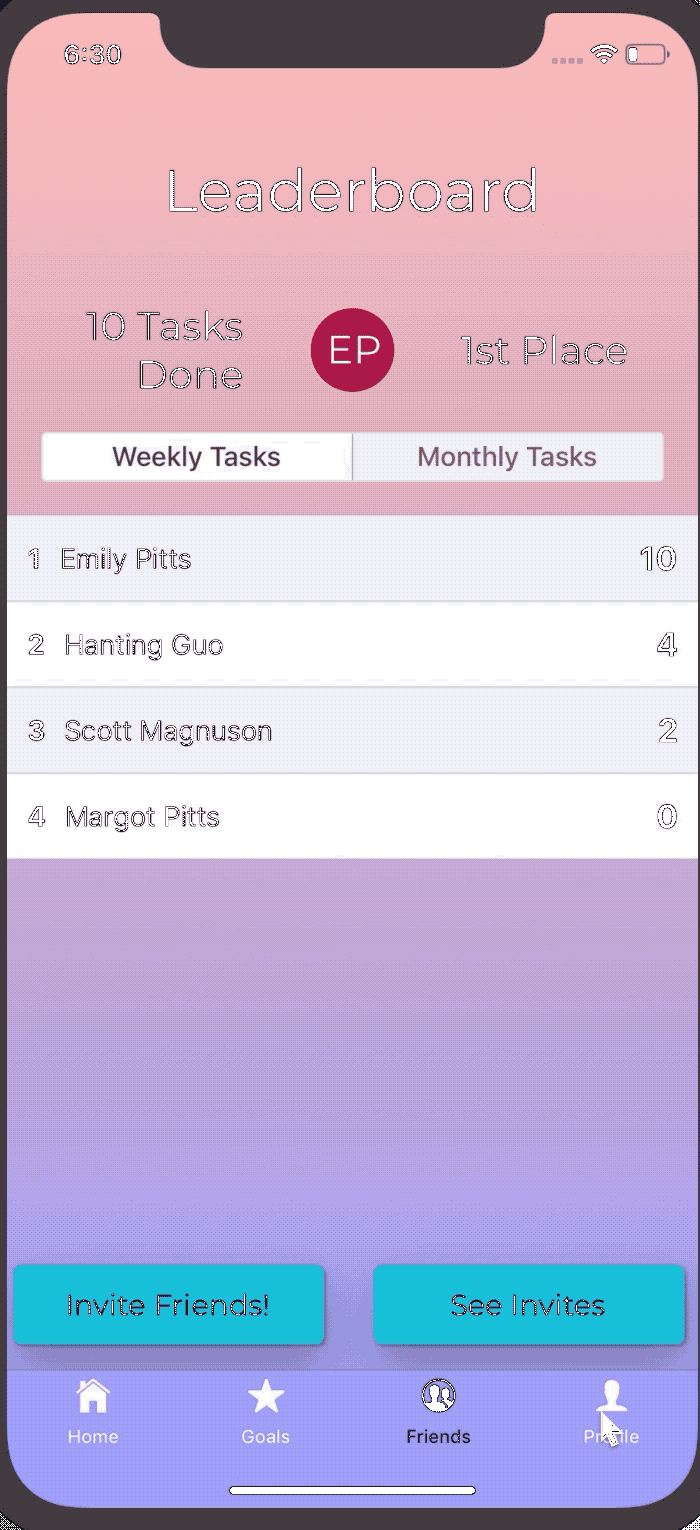 6:30
Leaderboard
10 Tasks
Done
EP
1st Place
Weekly Tasks
Monthly Tasks
1 Emily Pitts 10
2 Hanting Guo 4
3 Scott Magnuson 2
4 Margot Pitts 0
Invite Friends!
See Invites
Home
Goals
Friends
Profile